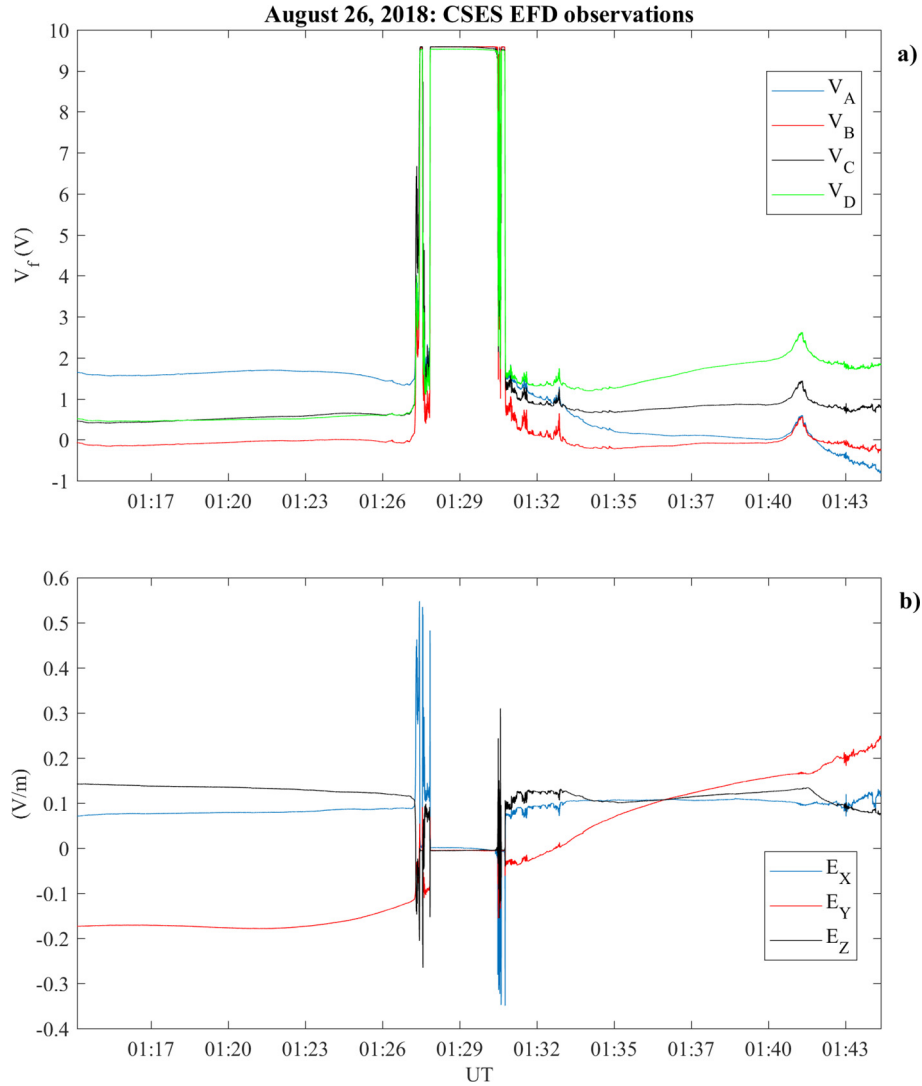 August 26, 2018: CSES EFD observations
a)
10
9
8
7
6
5
4
3
2
1
0
-1
V_f (V)
V_A
V_B
V_C
V_D
01:17 01:20 01:23 01:26 01:29 01:32 01:35 01:37 01:40 01:43
b)
0.6
0.5
0.4
0.3
0.2
0.1
0
-0.1
-0.2
-0.3
-0.4
(V/m)
E_X
E_Y
E_Z
01:17 01:20 01:23 01:26 01:29 01:32 01:35 01:37 01:40 01:43
UT